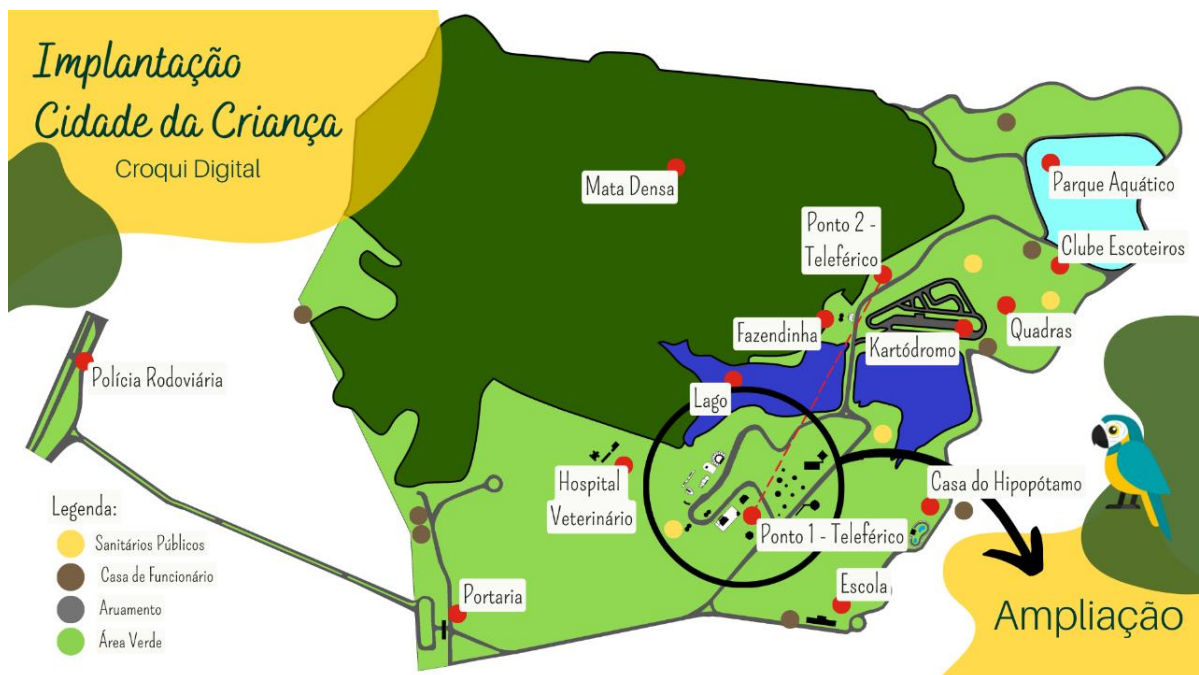 Implantação
Cidade da Criança
Croqui Digital
Mata Densa
Parque Aquático
Ponto 2 -
Teleférico
Clube Escoteiros
Fazendinha
Kartódromo
Quadras
Polícia Rodoviária
Lago
Hospital
Veterinário
Casa do Hipopótamo
Ponto 1 - Teleférico
Legenda:
Sanitários Públicos
Casa de Funcionário
Aruamento
Área Verde
Portaria
Escola
Ampliação